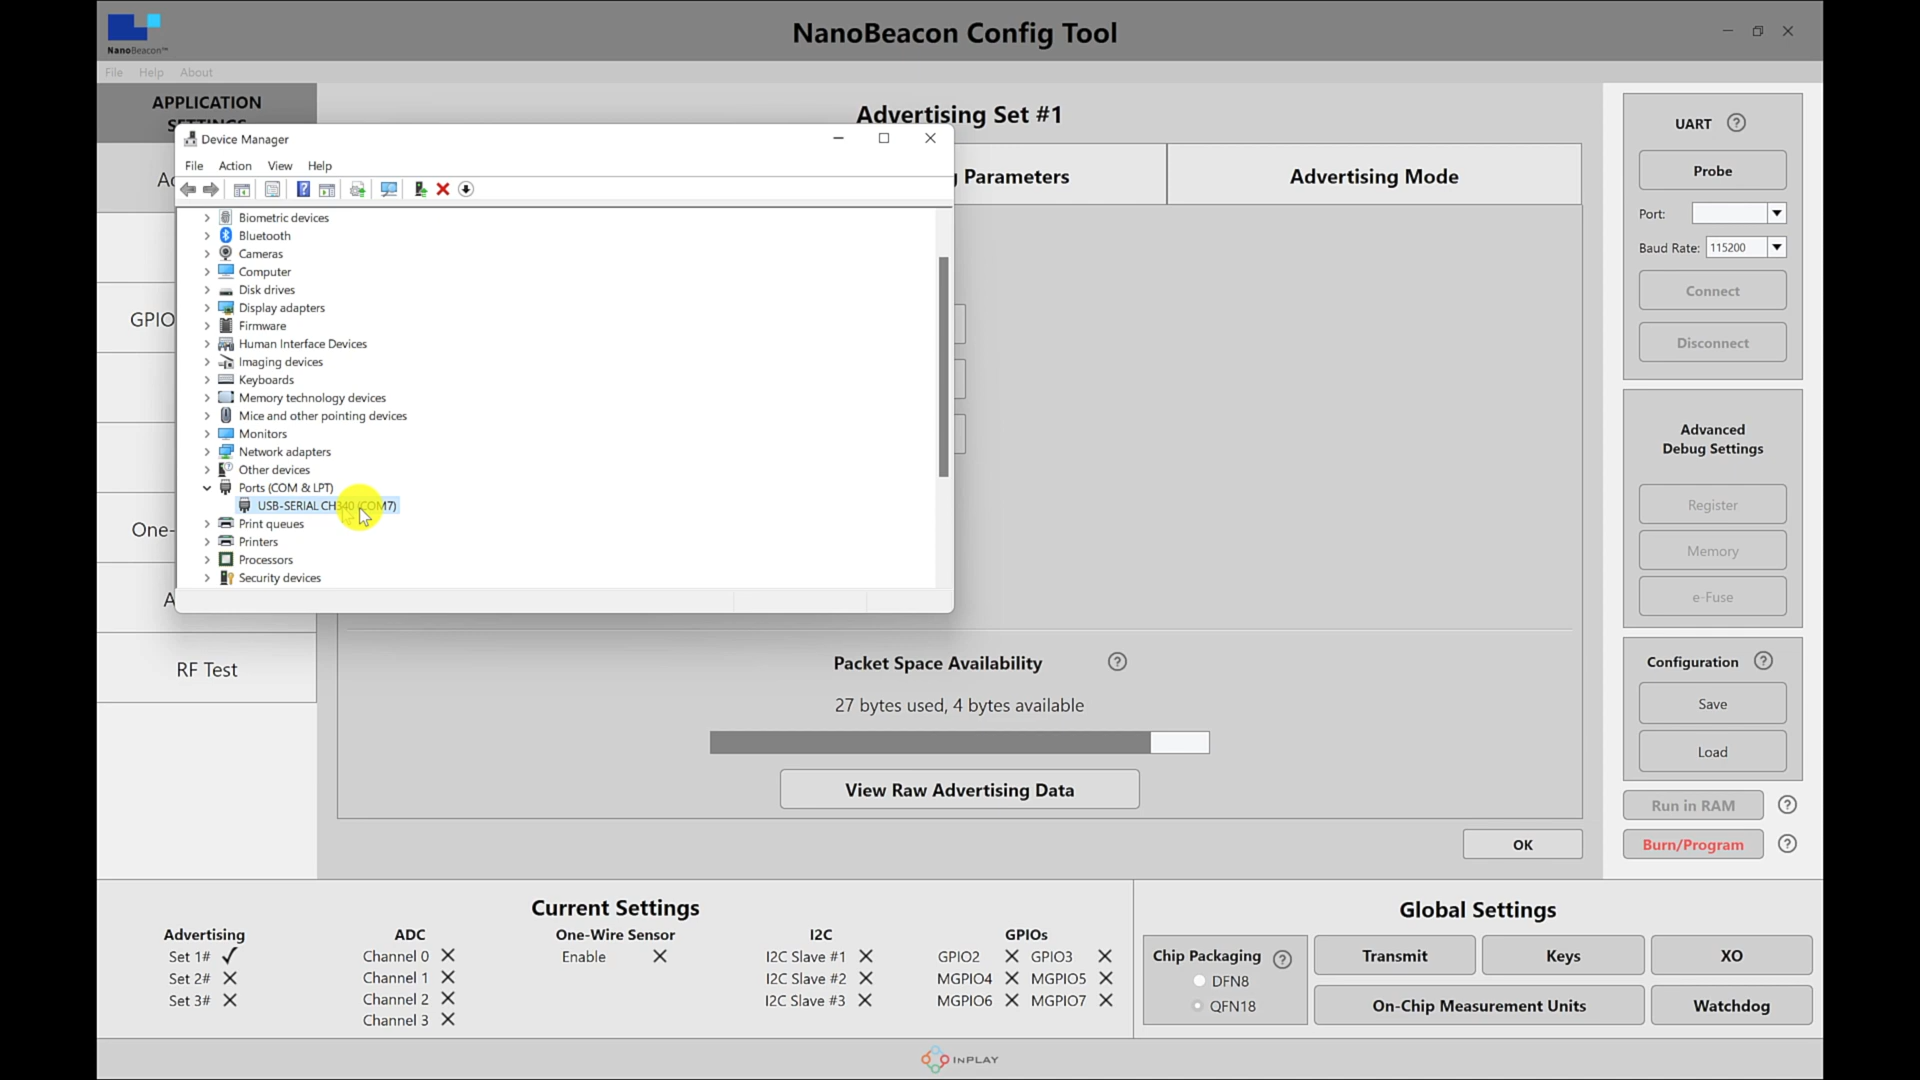 NanoBeacon Config Tool
NanoBeacon™
File Help About
APPLICATION
SETTINGS
Advertising Set #1
Device Manager
File Action View Help
Parameters
Advertising Mode
Biometric devices
Bluetooth
Cameras
Computer
Disk drives
Display adapters
Firmware
Human Interface Devices
Imaging devices
Keyboards
Memory technology devices
Mice and other pointing devices
Monitors
Network adapters
Other devices
Ports (COM & LPT)
USB-SERIAL CH340 (COM7)
Print queues
Printers
Processors
Security devices
GPIO
One-
RF Test
UART ?
Probe
Port:
Baud Rate: 115200
Connect
Disconnect
Advanced
Debug Settings
Register
Memory
e-Fuse
Configuration ?
Save
Load
Run in RAM ?
Burn/Program ?
Packet Space Availability ?
27 bytes used, 4 bytes available
View Raw Advertising Data
OK
Current Settings
Advertising
Set 1#
Set 2#
Set 3#
ADC
Channel 0
Channel 1
Channel 2
Channel 3
One-Wire Sensor
Enable
I2C
I2C Slave #1
I2C Slave #2
I2C Slave #3
GPIOs
GPIO2 GPIO3
MGPIO4 MGPIO5
MGPIO6 MGPIO7
Global Settings
Chip Packaging ?
DFN8
QFN18
Transmit
Keys
XO
On-Chip Measurement Units
Watchdog
INPLAY